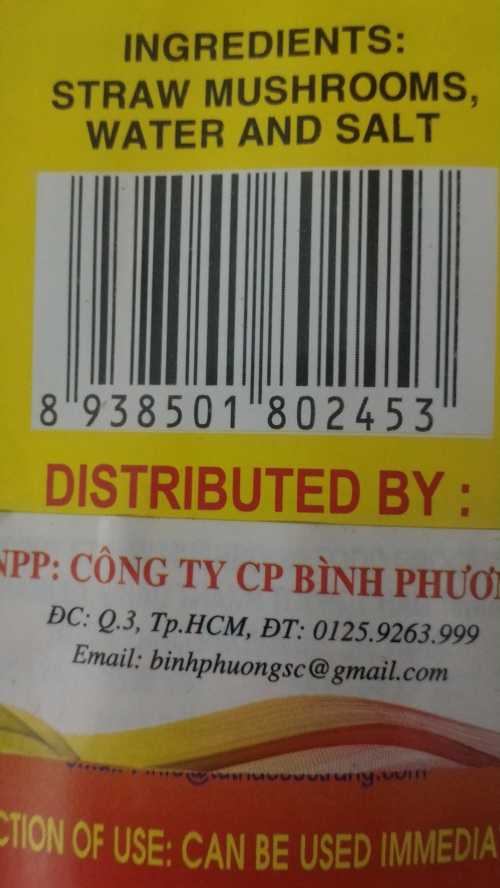 INGREDIENTS:
STRAW MUSHROOMS,
WATER AND SALT
8 938501 802453
DISTRIBUTED BY :
NPP: CÔNG TY CP BÌNH PHƯƠN
ĐC: Q.3, Tp.HCM, ĐT: 0125.9263.999
Email: binhphuongsc@gmail.com
CTION OF USE: CAN BE USED IMMEDIA